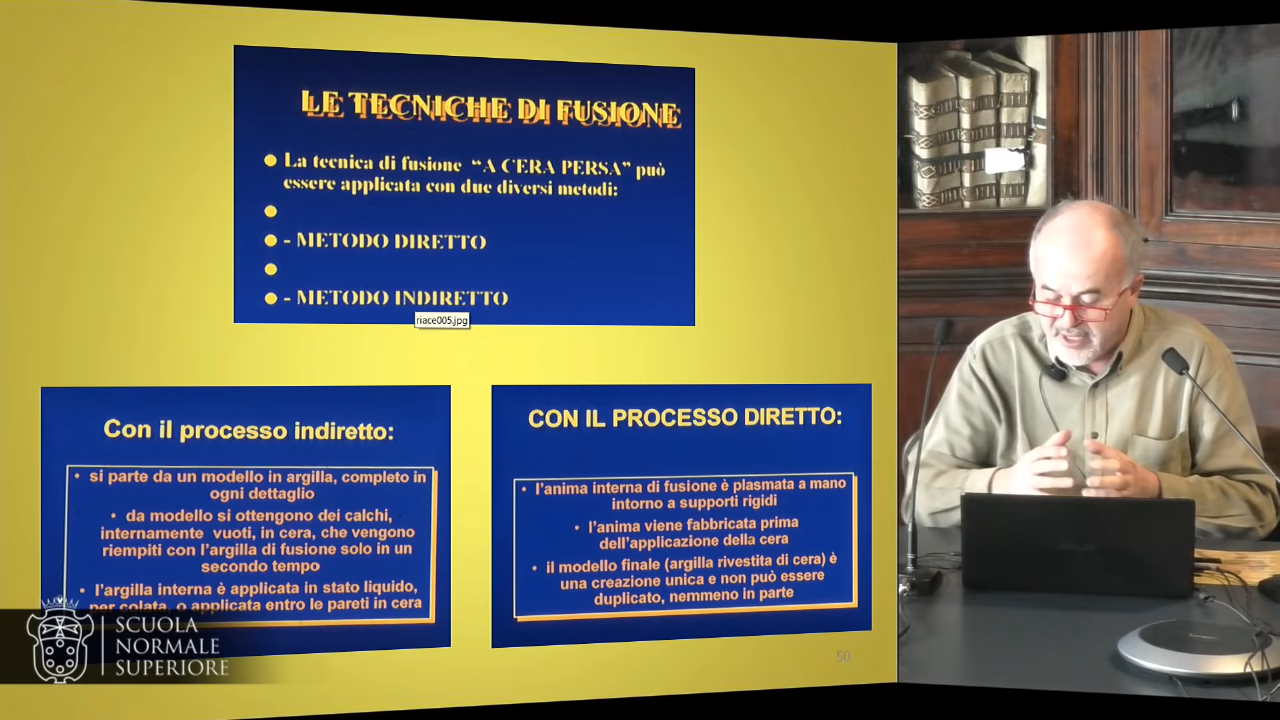 LE TECNICHE DI FUSIONE
● La tecnica di fusione “A CERA PERSA” può
essere applicata con due diversi metodi:
●
● - METODO DIRETTO
●
● - METODO INDIRETTO
riace005.jpg
Con il processo indiretto:
• si parte da un modello in argilla, completo in
ogni dettaglio
• da modello si ottengono dei calchi,
internamente vuoti, in cera, che vengono
riempiti con l’argilla di fusione solo in un
secondo tempo
• l’argilla interna è applicata in stato liquido,
per colata, o applicata entro le pareti in cera
CON IL PROCESSO DIRETTO:
• l’anima interna di fusione è plasmata a mano
intorno a supporti rigidi
• l’anima viene fabbricata prima
dell’applicazione della cera
• il modello finale (argilla rivestita di cera) è
una creazione unica e non può essere
duplicato, nemmeno in parte
50
SCUOLA
NORMALE
SUPERIORE